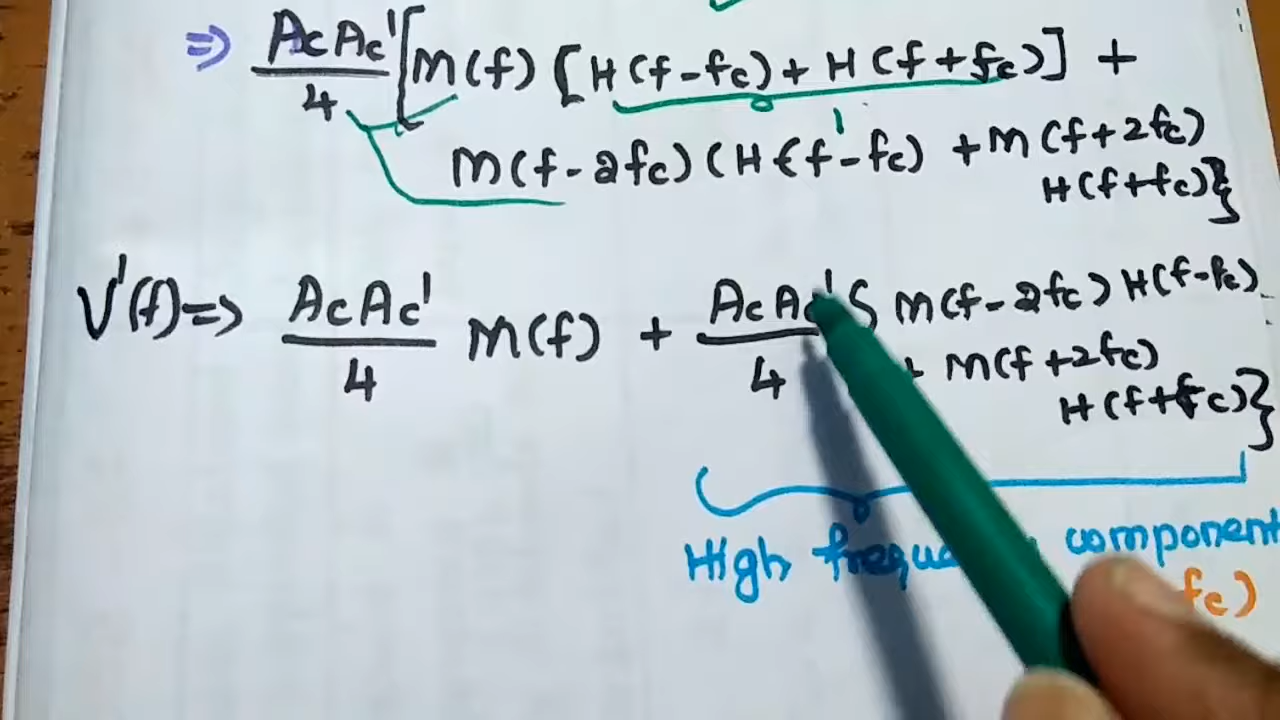 ⇒ AcAc'/4 [M(f) [H(f-fc) + H(f+fc)] +
M(f-2fc) (H(f-fc) + M(f+2fc)
H(f+fc)}
1
V'(f) ⇒ AcAc'/4 M(f) + AcAc'/4 { M(f-2fc) H(f-fc)
+ M(f+2fc)
H(f+fc)}
High component
fc)